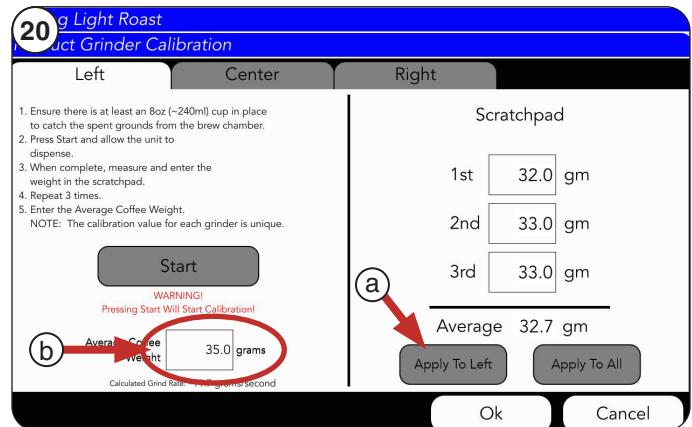 20
g Light Roast
uct Grinder Calibration
Left
Center
Right
1. Ensure there is at least an 8oz (~240ml) cup in place
to catch the spent grounds from the brew chamber.
2. Press Start and allow the unit to
dispense.
3. When complete, measure and enter the
weight in the scratchpad.
4. Repeat 3 times.
5. Enter the Average Coffee Weight.
NOTE: The calibration value for each grinder is unique.
Start
WARNING!
Pressing Start Will Start Calibration!
b
Average Coffee
Weight
35.0 grams
Calculated Grind Rate: 11.7 grams/second
Scratchpad
1st 32.0 gm
2nd 33.0 gm
3rd 33.0 gm
a
Average 32.7 gm
Apply To Left
Apply To All
Ok
Cancel